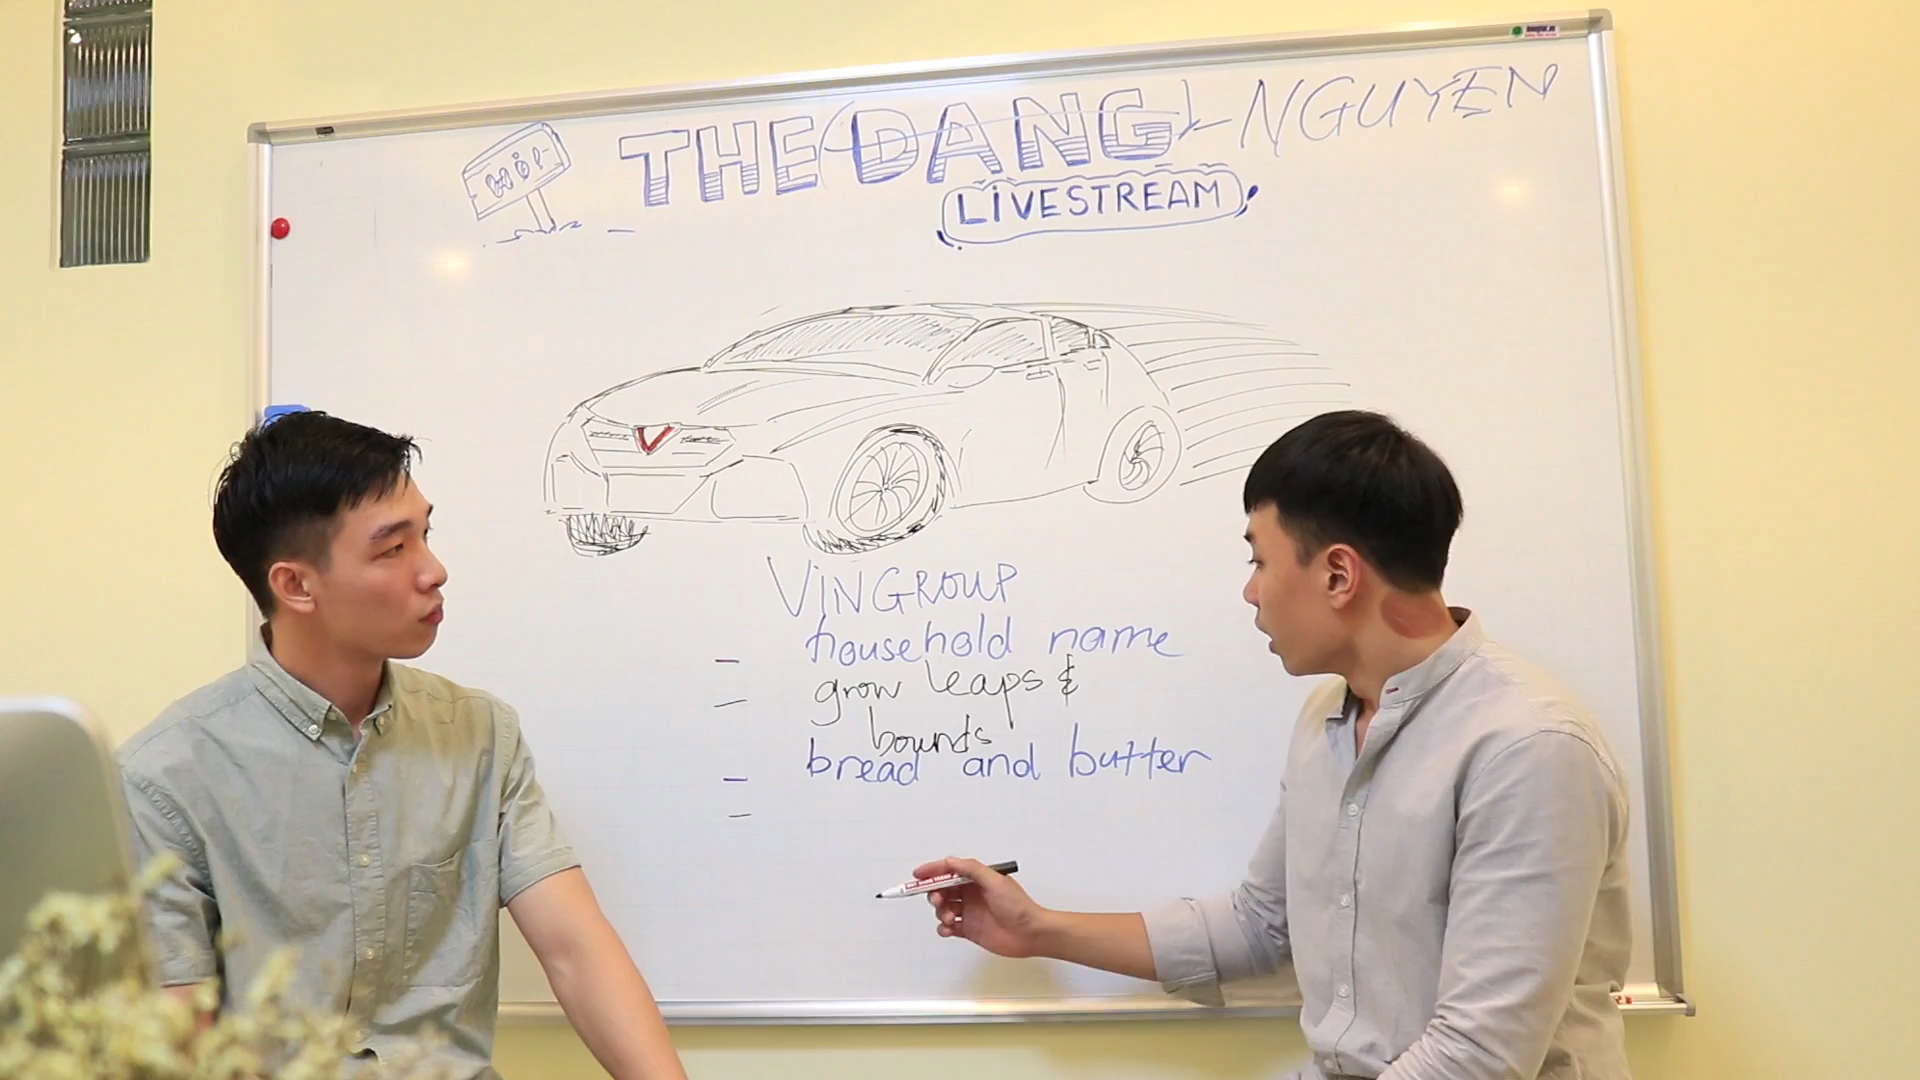 THE DANG - NGUYEN
LIVESTREAM
VINGROUP
- household name
- grow leaps &
bounds
- bread and butter
-